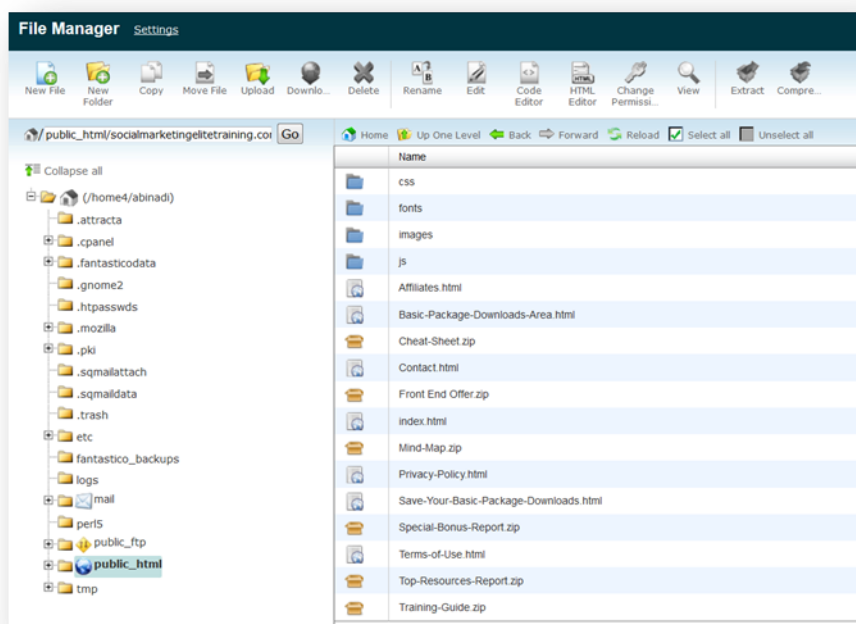 File Manager Settings
New File New Folder Copy Move File Upload Downlo... Delete Rename Edit Code Editor HTML Editor Change Permissi... View Extract Compre...
/public_html/socialmarketingelitetraining.co Go
Home Up One Level Back Forward Reload Select all Unselect all
Collapse all
(/home4/abinadi)
.attracta
.cpanel
.fantasticodata
.gnome2
.htpasswds
.mozilla
.pki
.sqmailattach
.sqmaildata
.trash
etc
fantastico_backups
logs
mail
perl5
public_ftp
public_html
tmp
Name
css
fonts
images
js
Affiliates.html
Basic-Package-Downloads-Area.html
Cheat-Sheet.zip
Contact.html
Front End Offer.zip
index.html
Mind-Map.zip
Privacy-Policy.html
Save-Your-Basic-Package-Downloads.html
Special-Bonus-Report.zip
Terms-of-Use.html
Top-Resources-Report.zip
Training-Guide.zip